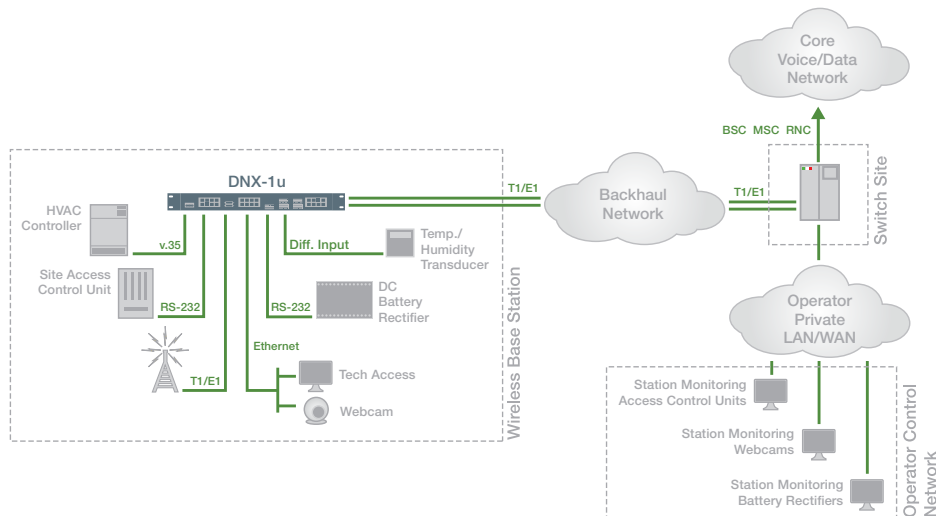 Core
Voice/Data
Network
BSC MSC RNC
DNX-1u
T1/E1
Backhaul
Network
T1/E1
Switch Site
HVAC
Controller
v.35
Diff. Input
Temp./
Humidity
Transducer
Site Access
Control Unit
RS-232
RS-232
DC
Battery
Rectifier
Ethernet
T1/E1
Tech Access
Webcam
Wireless Base Station
Operator
Private
LAN/WAN
Station Monitoring
Access Control Units
Station Monitoring
Webcams
Station Monitoring
Battery Rectifiers
Operator Control
Network